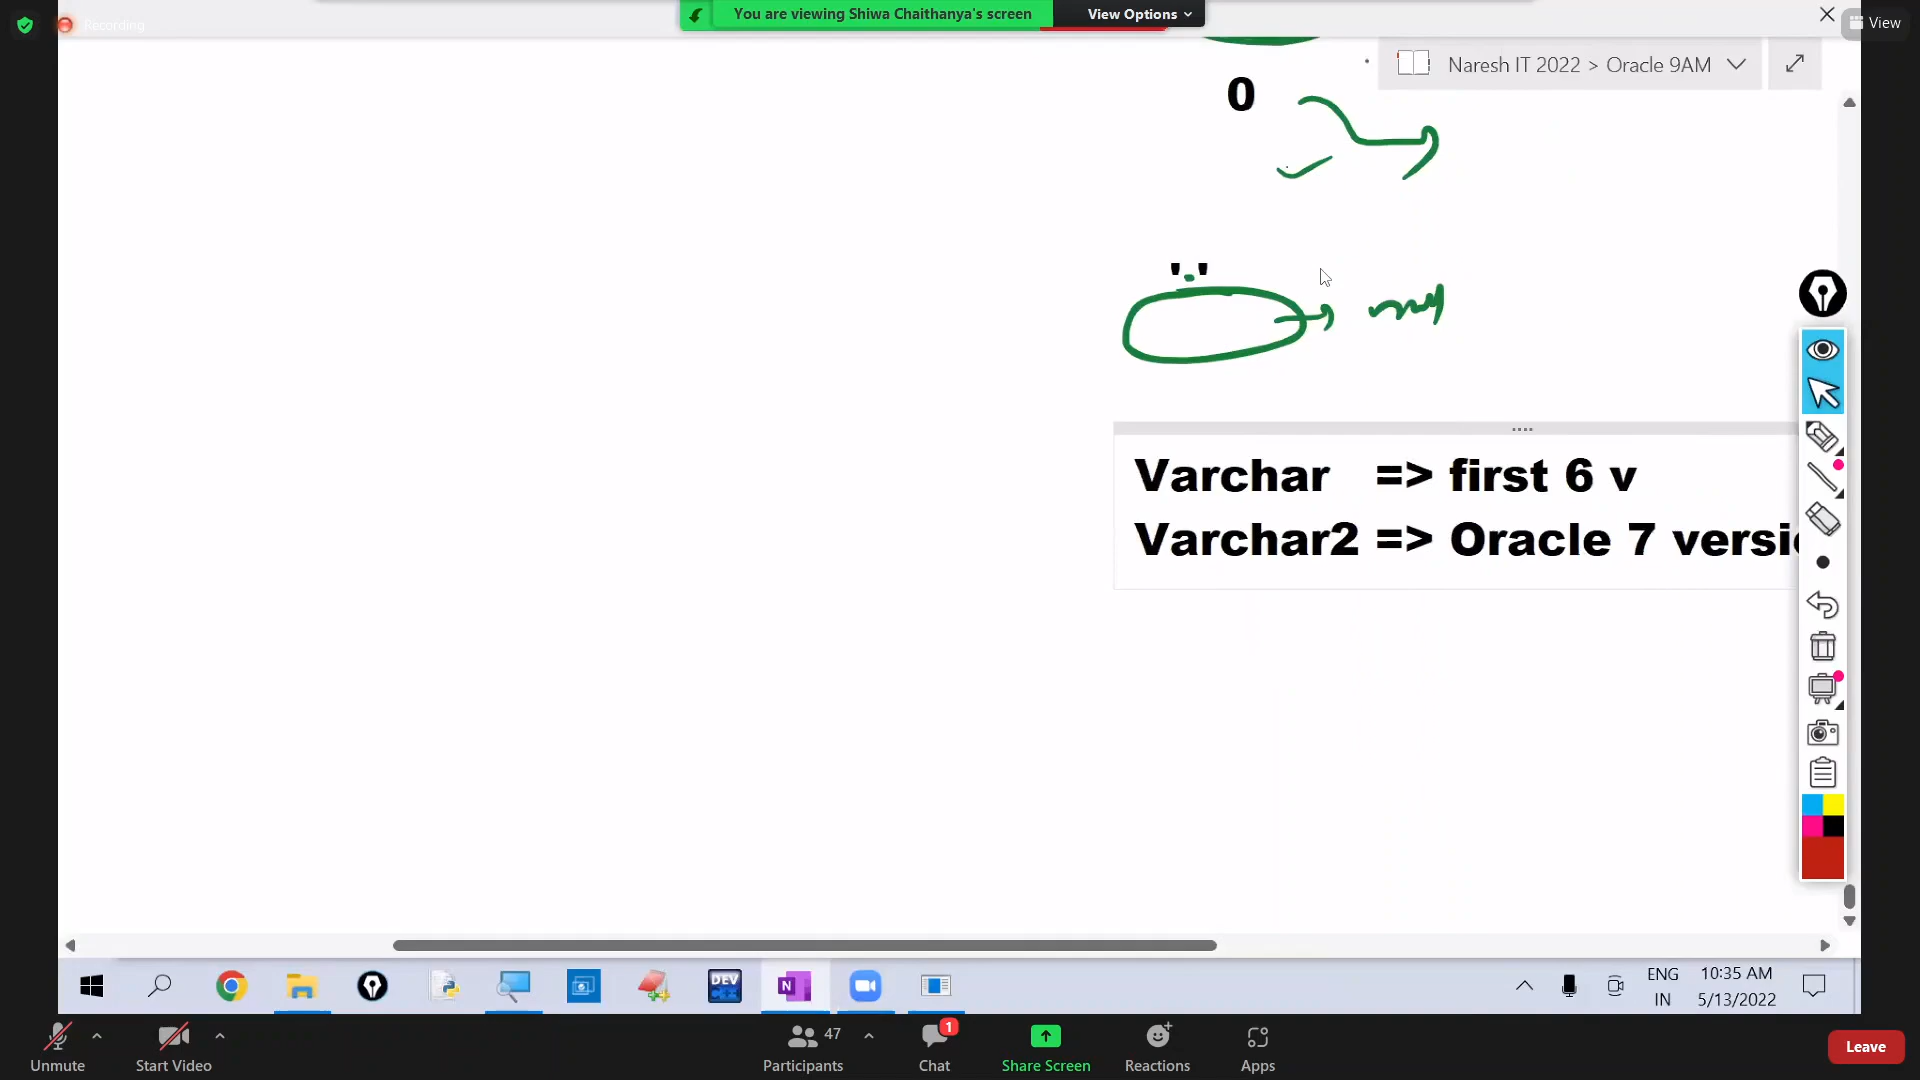 Recording
You are viewing Shiwa Chaithanya's screen
View Options
View
Naresh IT 2022 > Oracle 9AM
0
' '
Varchar => first 6 v
Varchar2 => Oracle 7 versi
DEV
N
ENG
IN
10:35 AM
5/13/2022
Unmute
Start Video
47
Participants
1
Chat
Share Screen
Reactions
Apps
Leave